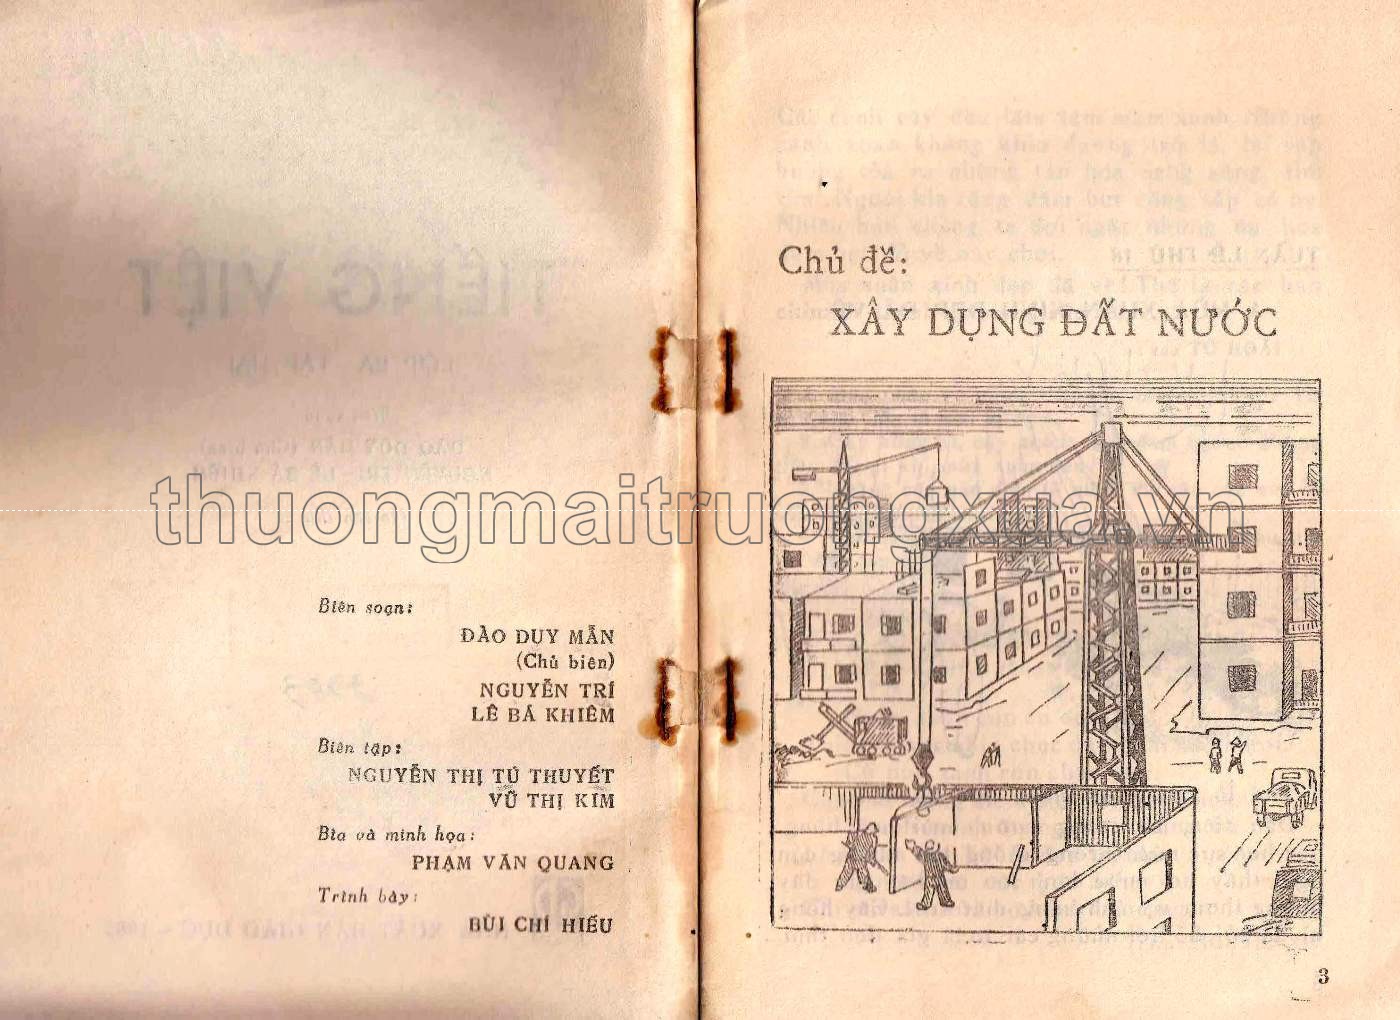 Biên soạn:
ĐÀO DUY MẪN
(Chủ biên)
NGUYỄN TRÍ
LÊ BÁ KHIÊM
Biên tập:
NGUYỄN THỊ TÚ THUYẾT
VŨ THỊ KIM
Bìa và minh họa:
PHẠM VĂN QUANG
Trình bày:
BÙI CHÍ HIẾU
Chủ đề:
XÂY DỰNG ĐẤT NƯỚC
thuongmaitruongxua.vn
3